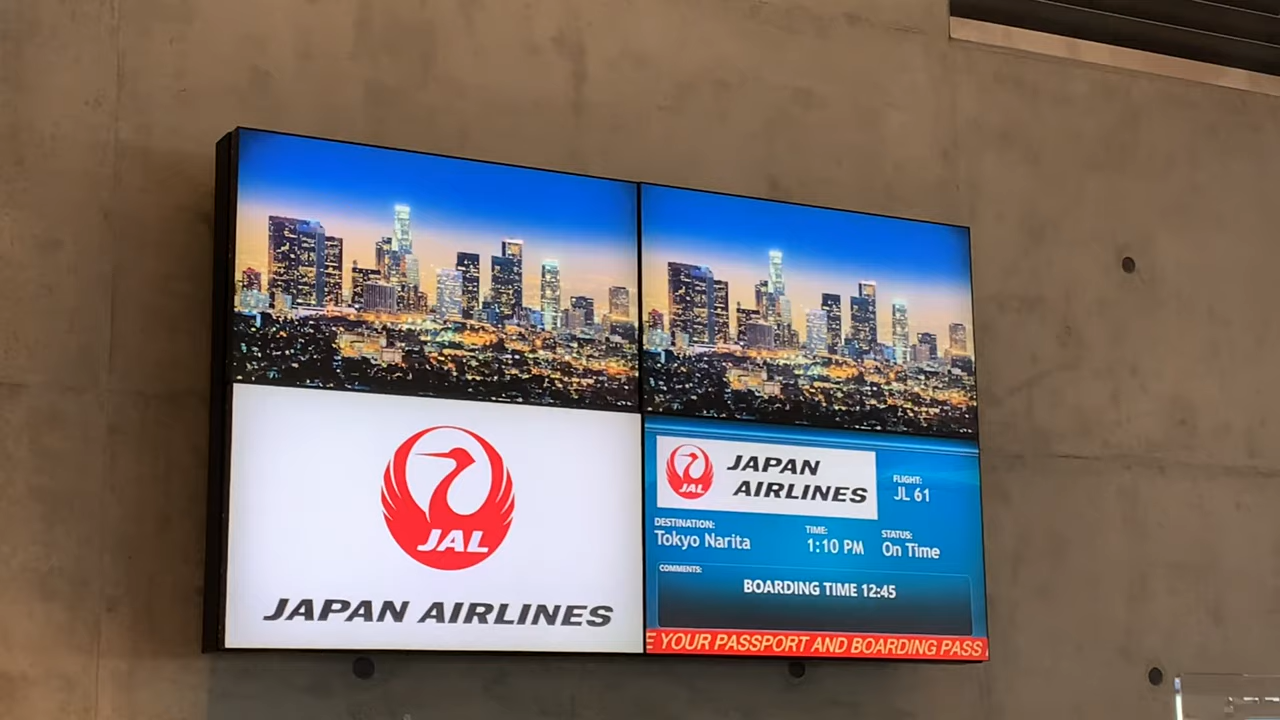 JAL
JAPAN AIRLINES
JAL
JAPAN
AIRLINES
FLIGHT:
JL 61
DESTINATION:
Tokyo Narita
TIME:
1:10 PM
STATUS:
On Time
COMMENTS:
BOARDING TIME 12:45
E YOUR PASSPORT AND BOARDING PASS